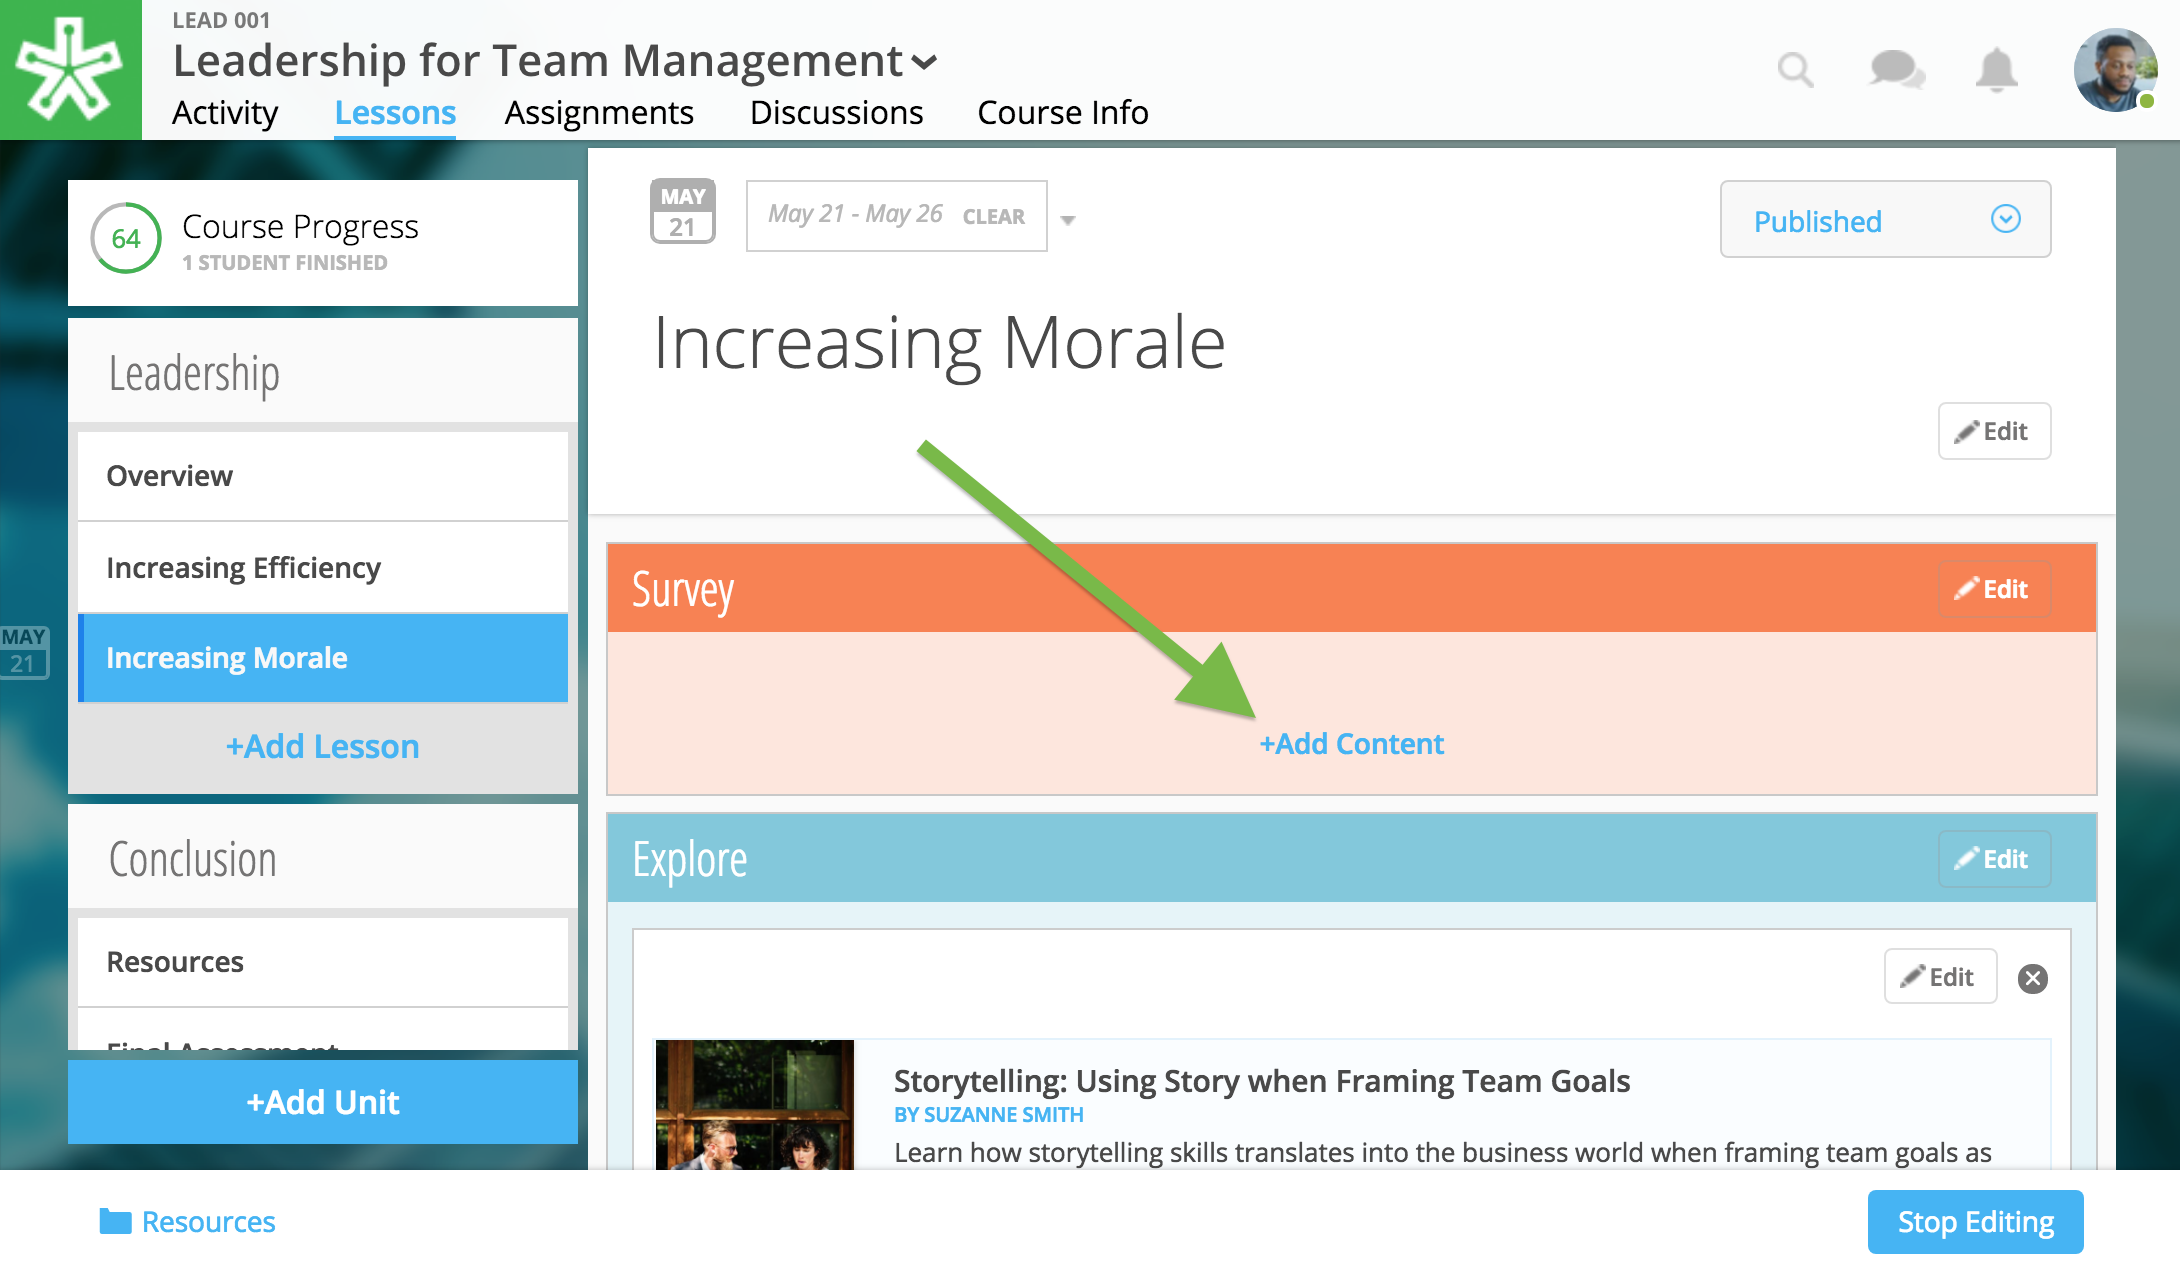 LEAD 001
Leadership for Team Management
Activity Lessons Assignments Discussions Course Info
64
Course Progress
1 STUDENT FINISHED
Leadership
Overview
Increasing Efficiency
MAY
21
Increasing Morale
+Add Lesson
Conclusion
Resources
Final Assessment
+Add Unit
MAY
21
May 21 - May 26 CLEAR
Published
Increasing Morale
Edit
Survey
Edit
+Add Content
Explore
Edit
Edit
Storytelling: Using Story when Framing Team Goals
BY SUZANNE SMITH
Learn how storytelling skills translates into the business world when framing team goals as
Resources
Stop Editing